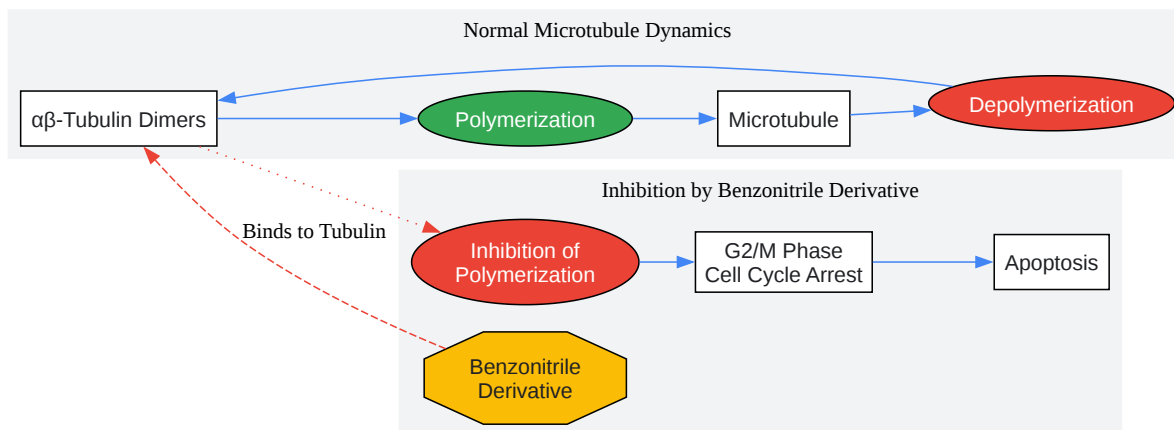 Normal Microtubule Dynamics
αβ-Tubulin Dimers
Polymerization
Microtubule
Depolymerization
Inhibition by Benzonitrile Derivative
Binds to Tubulin
Inhibition of
Polymerization
G2/M Phase
Cell Cycle Arrest
Apoptosis
Benzonitrile
Derivative